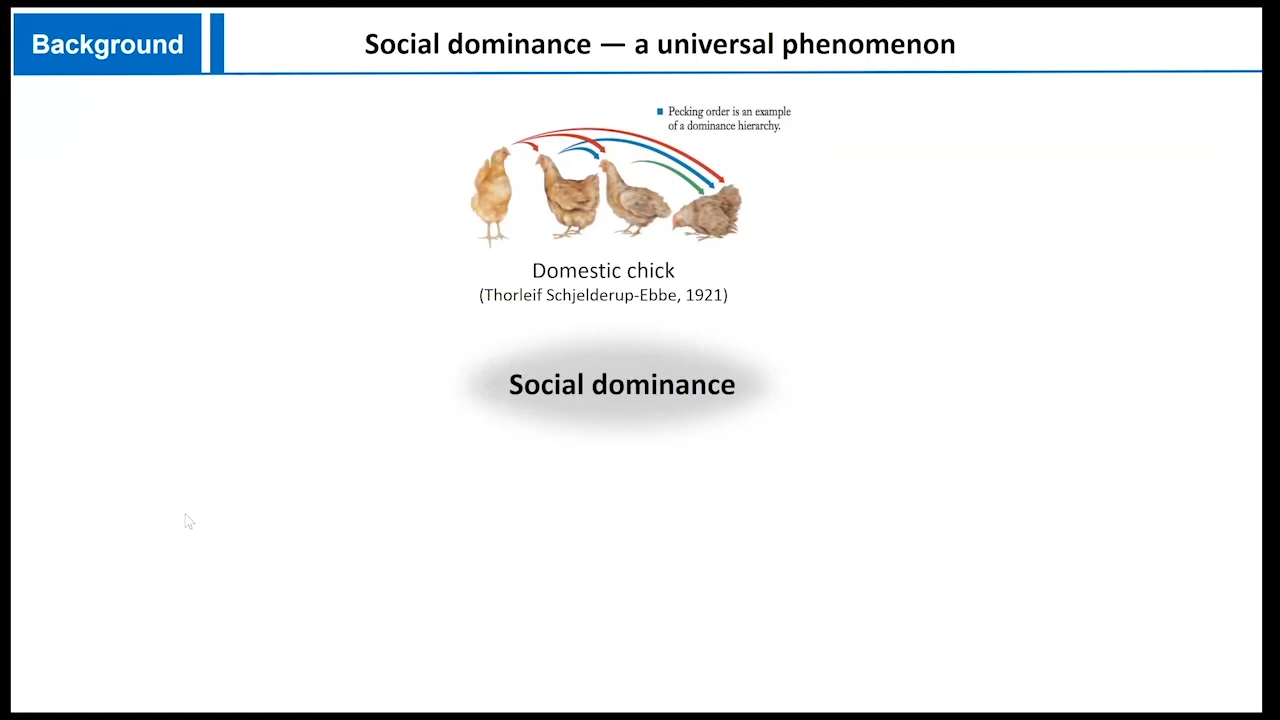 Background
Social dominance — a universal phenomenon
Pecking order is an example
of a dominance hierarchy.
Domestic chick
(Thorleif Schjelderup-Ebbe, 1921)
Social dominance